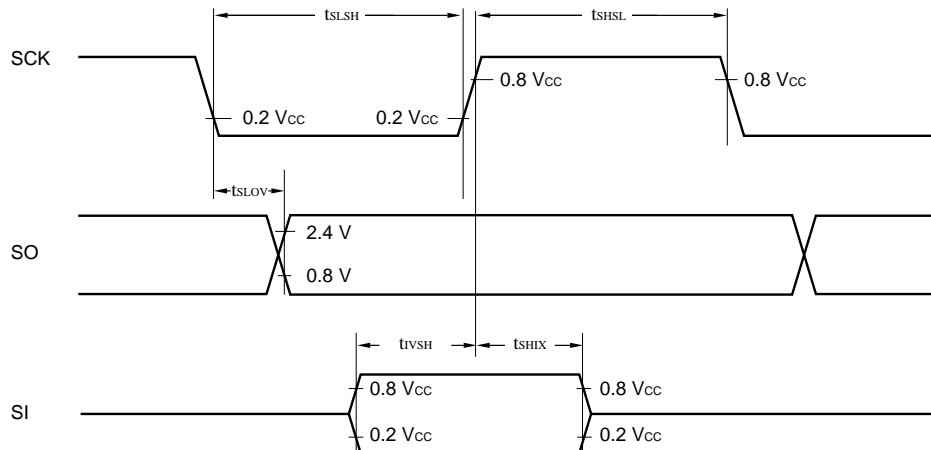 tSLSH tSHSL
SCK
0.8 VCC 0.8 VCC
0.2 VCC 0.2 VCC
tSLOV
2.4 V
SO
0.8 V
tIVSH tSHIX
0.8 VCC 0.8 VCC
SI
0.2 VCC 0.2 VCC